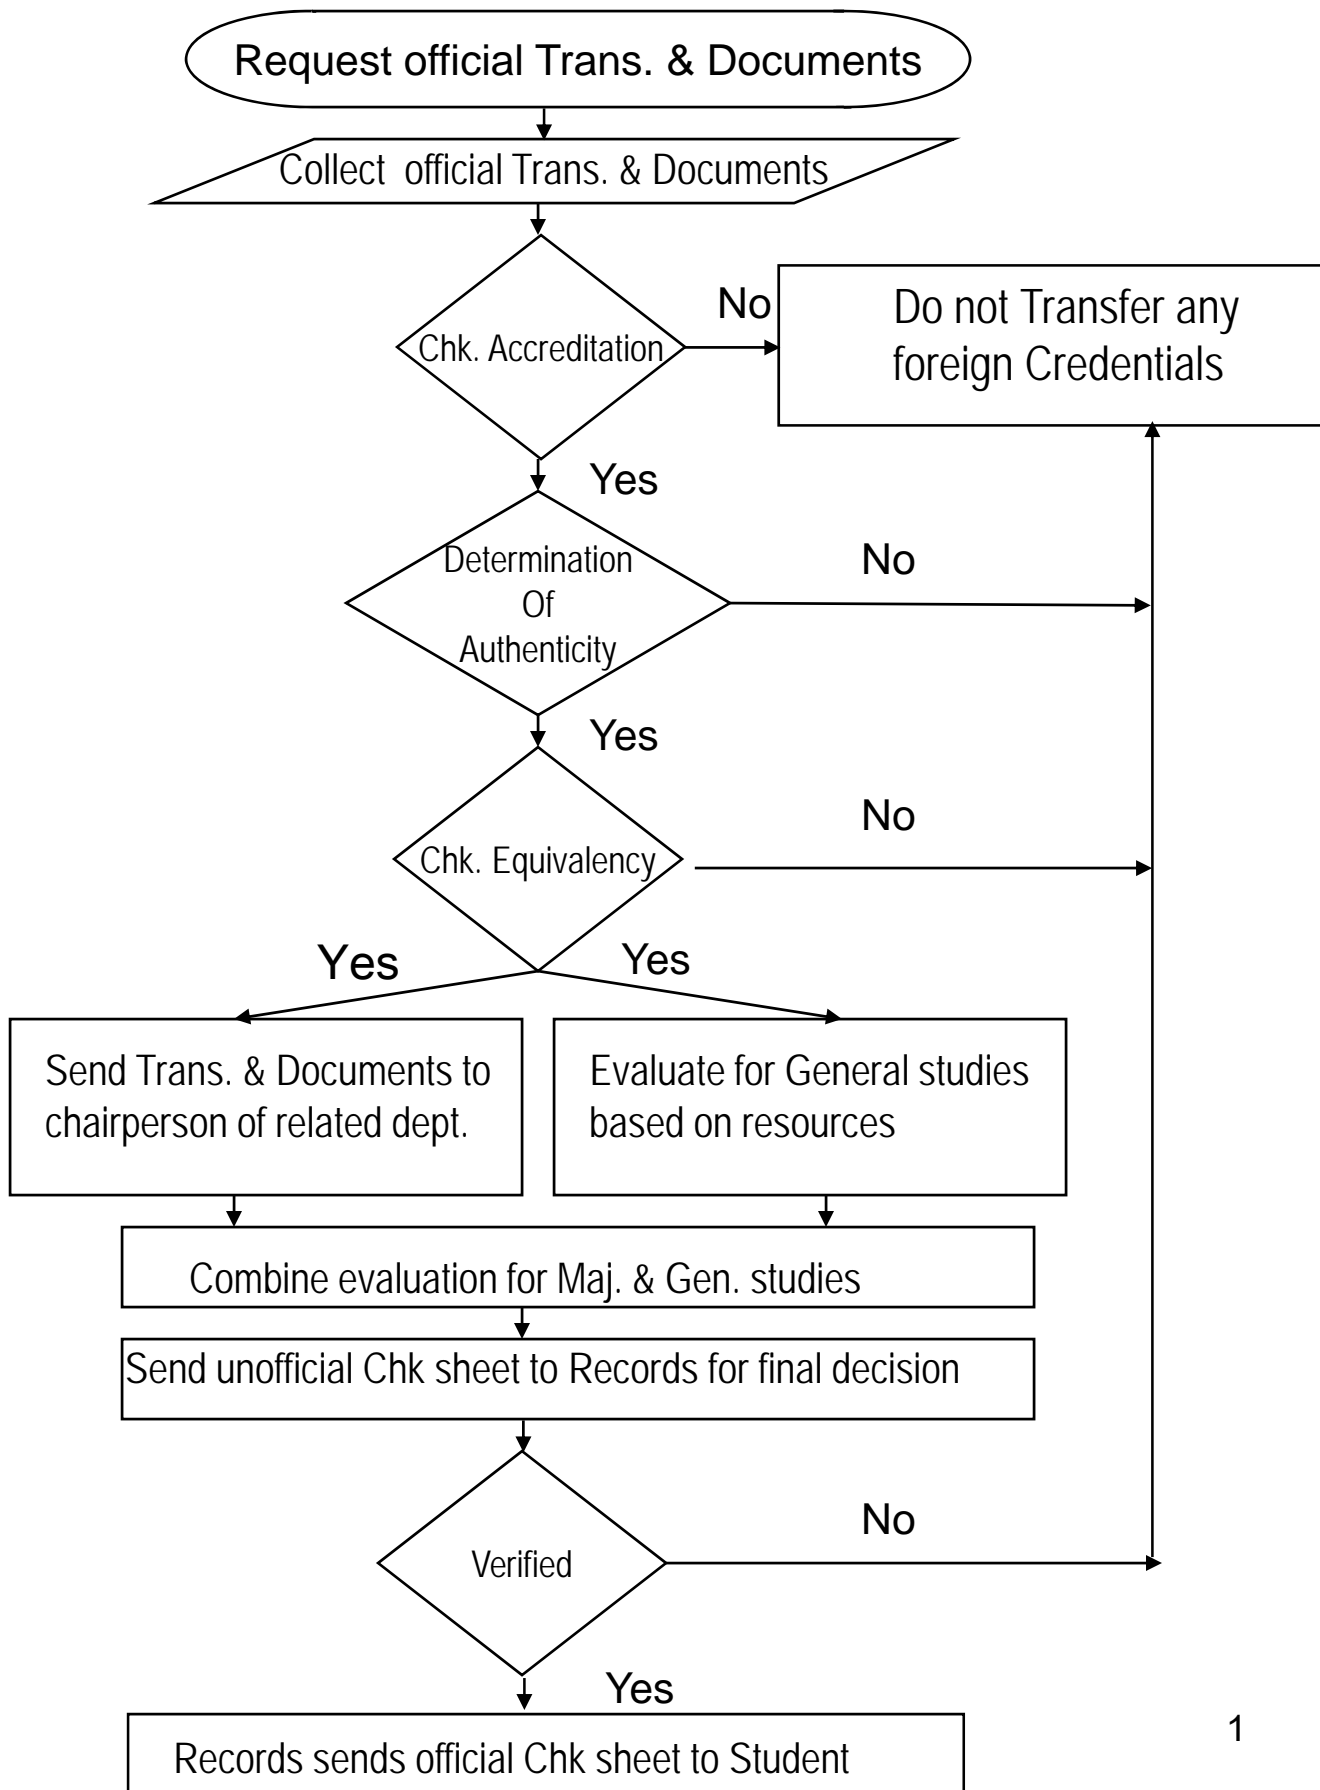 Request official Trans. & Documents
Collect official Trans. & Documents
Chk. Accreditation
No
Do not Transfer any
foreign Credentials
Yes
Determination
Of
Authenticity
No
Yes
Chk. Equivalency
No
Yes
Yes
Send Trans. & Documents to
chairperson of related dept.
Evaluate for General studies
based on resources
Combine evaluation for Maj. & Gen. studies
Send unofficial Chk sheet to Records for final decision
Verified
No
Yes
Records sends official Chk sheet to Student
1